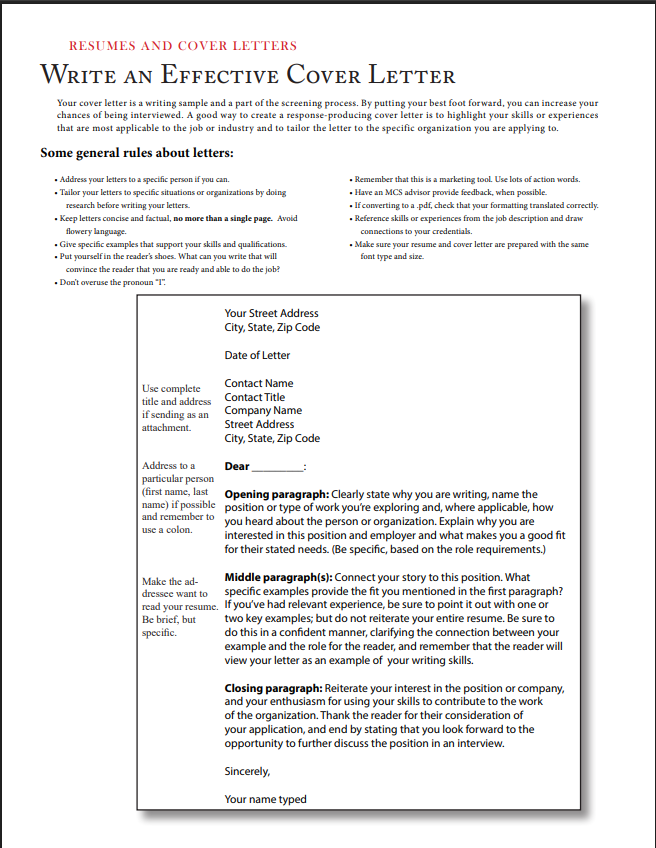 RESUMES AND COVER LETTERS
Write an Effective Cover Letter
Your cover letter is a writing sample and a part of the screening process. By putting your best foot forward, you can increase your
chances of being interviewed. A good way to create a response-producing cover letter is to highlight your skills or experiences
that are most applicable to the job or industry and to tailor the letter to the specific organization you are applying to.
Some general rules about letters:
• Address your letters to a specific person if you can.
• Tailor your letters to specific situations or organizations by doing
research before writing your letters.
• Keep letters concise and factual, no more than a single page. Avoid
flowery language.
• Give specific examples that support your skills and qualifications.
• Put yourself in the reader's shoes. What can you write that will
convince the reader that you are ready and able to do the job?
• Don't overuse the pronoun "I".
• Remember that this is a marketing tool. Use lots of action words.
• Have an MCS advisor provide feedback, when possible.
• If converting to a .pdf, check that your formatting translated correctly.
• Reference skills or experiences from the job description and draw
connections to your credentials.
• Make sure your resume and cover letter are prepared with the same
font type and size.
Your Street Address
City, State, Zip Code
Date of Letter
Use complete
title and address
if sending as an
attachment.
Contact Name
Contact Title
Company Name
Street Address
City, State, Zip Code
Address to a
particular person
(first name, last
name) if possible
and remember to
use a colon.
Dear _________:
Opening paragraph: Clearly state why you are writing, name the
position or type of work you're exploring and, where applicable, how
you heard about the person or organization. Explain why you are
interested in this position and employer and what makes you a good fit
for their stated needs. (Be specific, based on the role requirements.)
Make the ad-
dressee want to
read your resume.
Be brief, but
specific.
Middle paragraph(s): Connect your story to this position. What
specific examples provide the fit you mentioned in the first paragraph?
If you've had relevant experience, be sure to point it out with one or
two key examples; but do not reiterate your entire resume. Be sure to
do this in a confident manner, clarifying the connection between your
example and the role for the reader, and remember that the reader will
view your letter as an example of your writing skills.
Closing paragraph: Reiterate your interest in the position or company,
and your enthusiasm for using your skills to contribute to the work
of the organization. Thank the reader for their consideration of
your application, and end by stating that you look forward to the
opportunity to further discuss the position in an interview.
Sincerely,
Your name typed